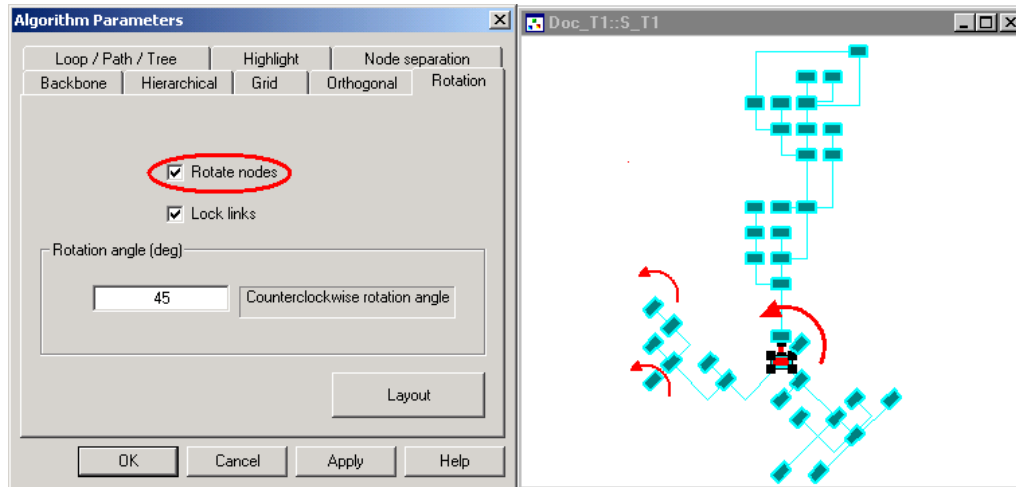 Algorithm Parameters
Loop / Path / Tree Highlight Node separation
Backbone Hierarchical Grid Orthogonal Rotation
Rotate nodes
Lock links
Rotation angle (deg)
45 Counterclockwise rotation angle
Layout
OK Cancel Apply Help
Doc_T1::S_T1